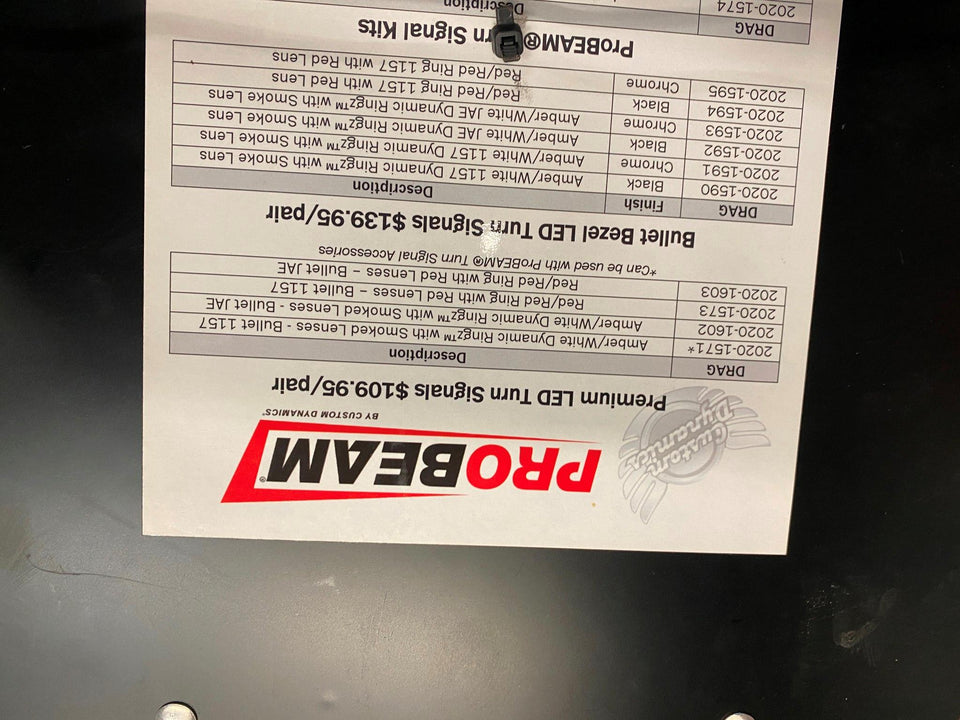 Custom
Dynamics
PROBEAM®
BY CUSTOM DYNAMICS®
Premium LED Turn Signals $109.95/pair
DRAG Description
2020-1571* Amber/White Dynamic Ringz™ with Smoked Lenses - Bullet 1157
2020-1602 Amber/White Dynamic Ringz™ with Smoked Lenses - Bullet JAE
2020-1573 Red/Red Ring with Red Lenses – Bullet 1157
2020-1603 Red/Red Ring with Red Lenses – Bullet JAE
*Can be used with ProBEAM® Turn Signal Accessories
Bullet Bezel LED Turn Signals $139.95/pair
DRAG Finish Description
2020-1590 Black Amber/White 1157 Dynamic Ringz™ with Smoke Lens
2020-1591 Chrome Amber/White 1157 Dynamic Ringz™ with Smoke Lens
2020-1592 Black Amber/White Dynamic JAE Ringz™ with Smoke Lens
2020-1593 Chrome Amber/White Dynamic JAE Ringz™ with Smoke Lens
2020-1594 Black Red/Red Ring 1157 with Red Lens
2020-1595 Chrome Red/Red Ring 1157 with Red Lens
ProBEAM® rn Signal Kits
DRAG Description
2020-1574